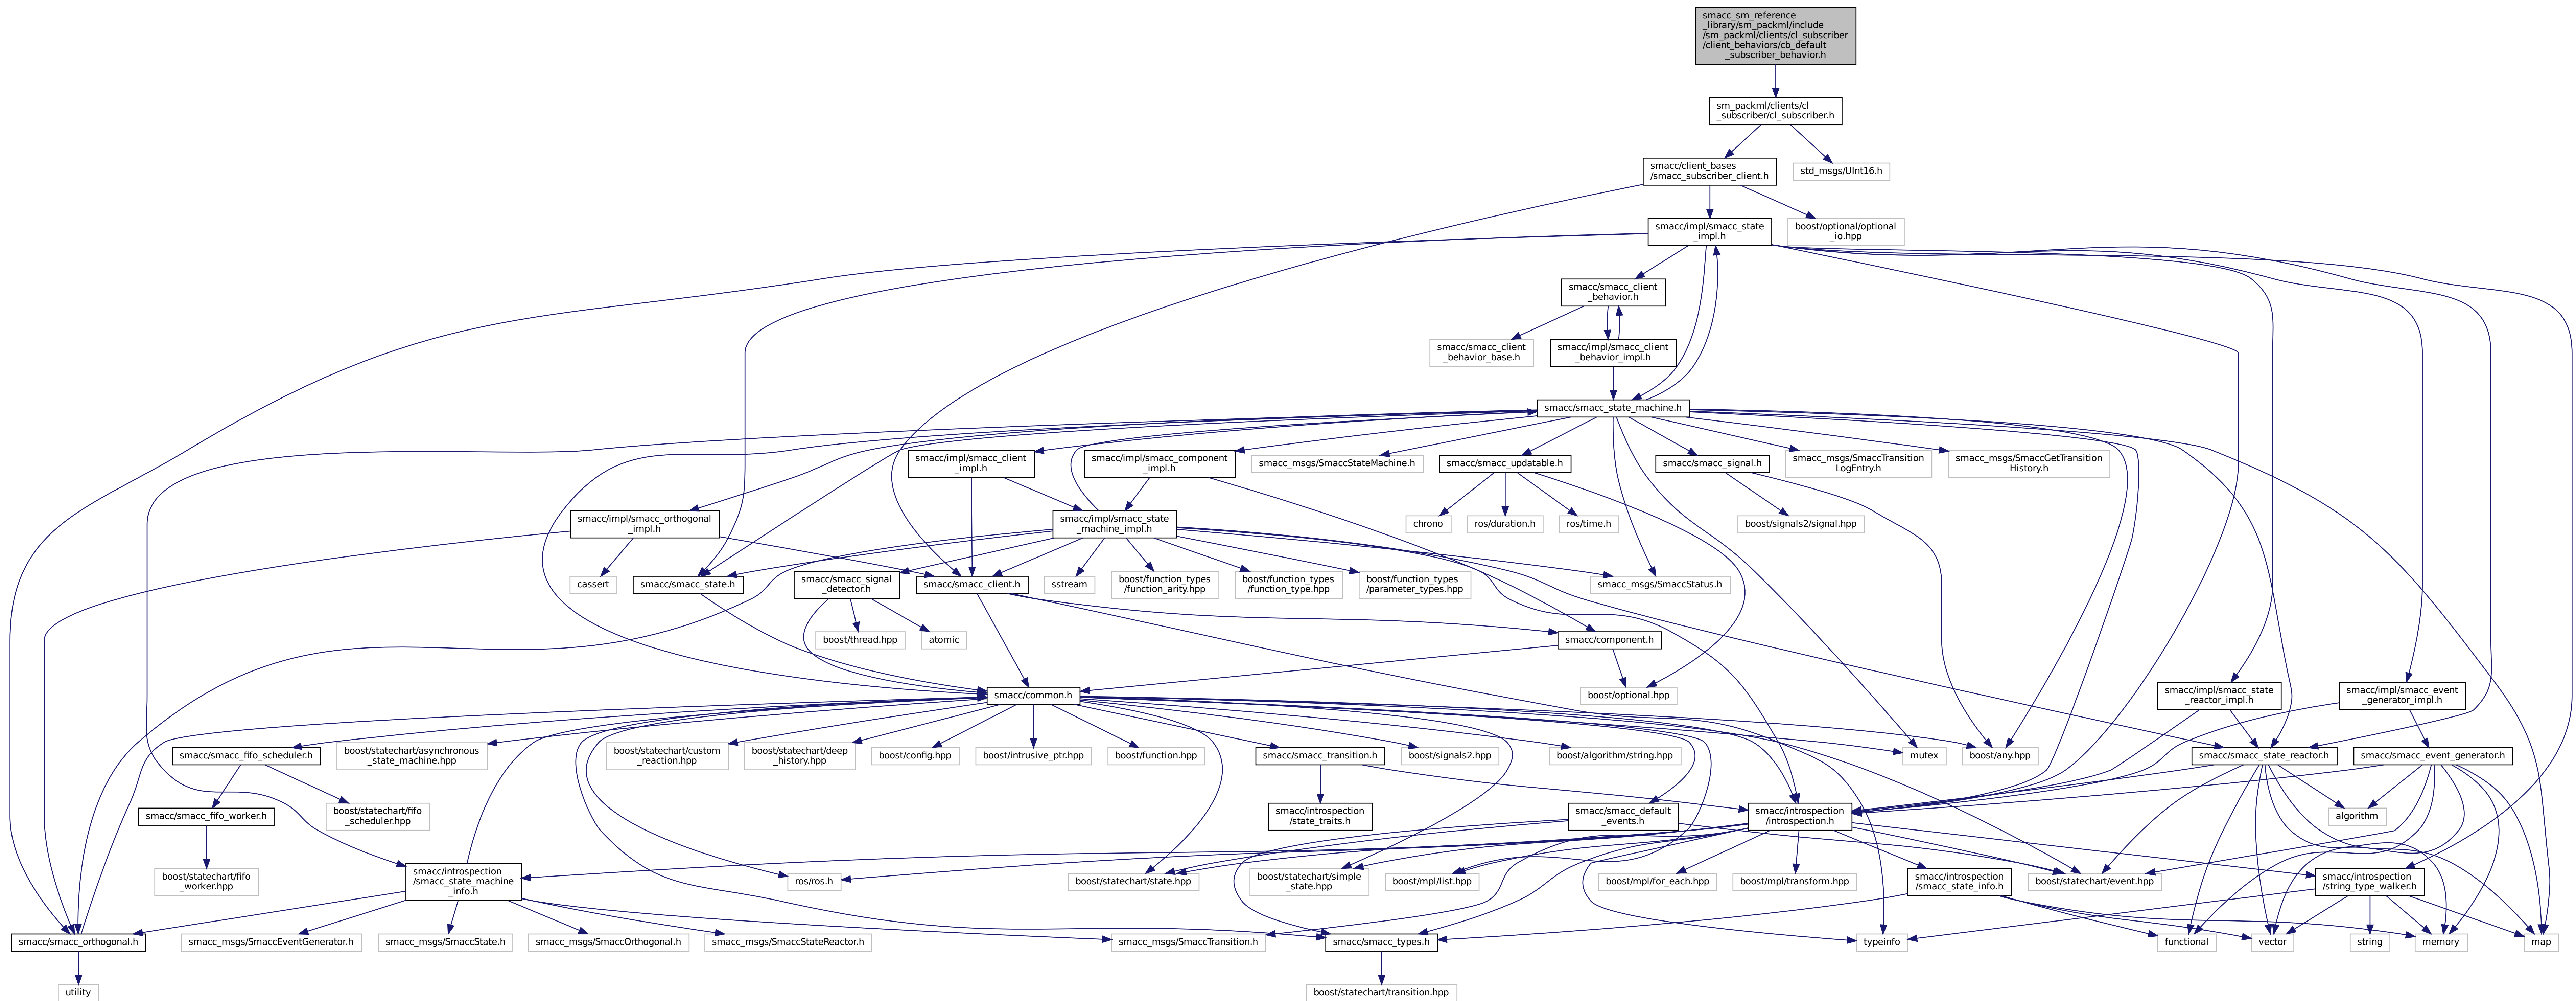 smacc_sm_reference
_library/sm_packml/include
/sm_packml/clients/cl_subscriber
/client_behaviors/cb_default
_subscriber_behavior.h
sm_packml/clients/cl
_subscriber/cl_subscriber.h
smacc/client_bases
/smacc_subscriber_client.h
std_msgs/UInt16.h
smacc/impl/smacc_state
_impl.h
boost/optional/optional
_io.hpp
smacc/smacc_client
_behavior.h
smacc/smacc_client
_behavior_base.h
smacc/impl/smacc_client
_behavior_impl.h
smacc/smacc_state_machine.h
smacc/impl/smacc_client
_impl.h
smacc/impl/smacc_component
_impl.h
smacc_msgs/SmaccStateMachine.h
smacc/smacc_updatable.h
smacc/smacc_signal.h
smacc_msgs/SmaccTransition
LogEntry.h
smacc_msgs/SmaccGetTransition
History.h
smacc/impl/smacc_orthogonal
_impl.h
smacc/impl/smacc_state
_machine_impl.h
chrono
ros/duration.h
ros/time.h
boost/signals2/signal.hpp
cassert
smacc/smacc_state.h
smacc/smacc_signal
_detector.h
smacc/smacc_client.h
sstream
boost/function_types
/function_arity.hpp
boost/function_types
/function_type.hpp
boost/function_types
/parameter_types.hpp
smacc_msgs/SmaccStatus.h
boost/thread.hpp
atomic
smacc/component.h
smacc/common.h
boost/optional.hpp
smacc/impl/smacc_state
_reactor_impl.h
smacc/impl/smacc_event
_generator_impl.h
smacc/smacc_fifo_scheduler.h
boost/statechart/asynchronous
_state_machine.hpp
boost/statechart/custom
_reaction.hpp
boost/statechart/deep
_history.hpp
boost/config.hpp
boost/intrusive_ptr.hpp
boost/function.hpp
smacc/smacc_transition.h
boost/signals2.hpp
boost/algorithm/string.hpp
mutex
boost/any.hpp
smacc/smacc_state_reactor.h
smacc/smacc_event_generator.h
smacc/smacc_fifo_worker.h
boost/statechart/fifo
_scheduler.hpp
smacc/introspection
/state_traits.h
smacc/smacc_default
_events.h
smacc/introspection
/introspection.h
algorithm
boost/statechart/fifo
_worker.hpp
smacc/introspection
/smacc_state_machine
_info.h
ros/ros.h
boost/statechart/state.hpp
boost/statechart/simple
_state.hpp
boost/mpl/list.hpp
boost/mpl/for_each.hpp
boost/mpl/transform.hpp
smacc/introspection
/smacc_state_info.h
boost/statechart/event.hpp
smacc/introspection
/string_type_walker.h
smacc/smacc_orthogonal.h
smacc_msgs/SmaccEventGenerator.h
smacc_msgs/SmaccState.h
smacc_msgs/SmaccOrthogonal.h
smacc_msgs/SmaccStateReactor.h
smacc_msgs/SmaccTransition.h
smacc/smacc_types.h
typeinfo
functional
vector
string
memory
map
utility
boost/statechart/transition.hpp